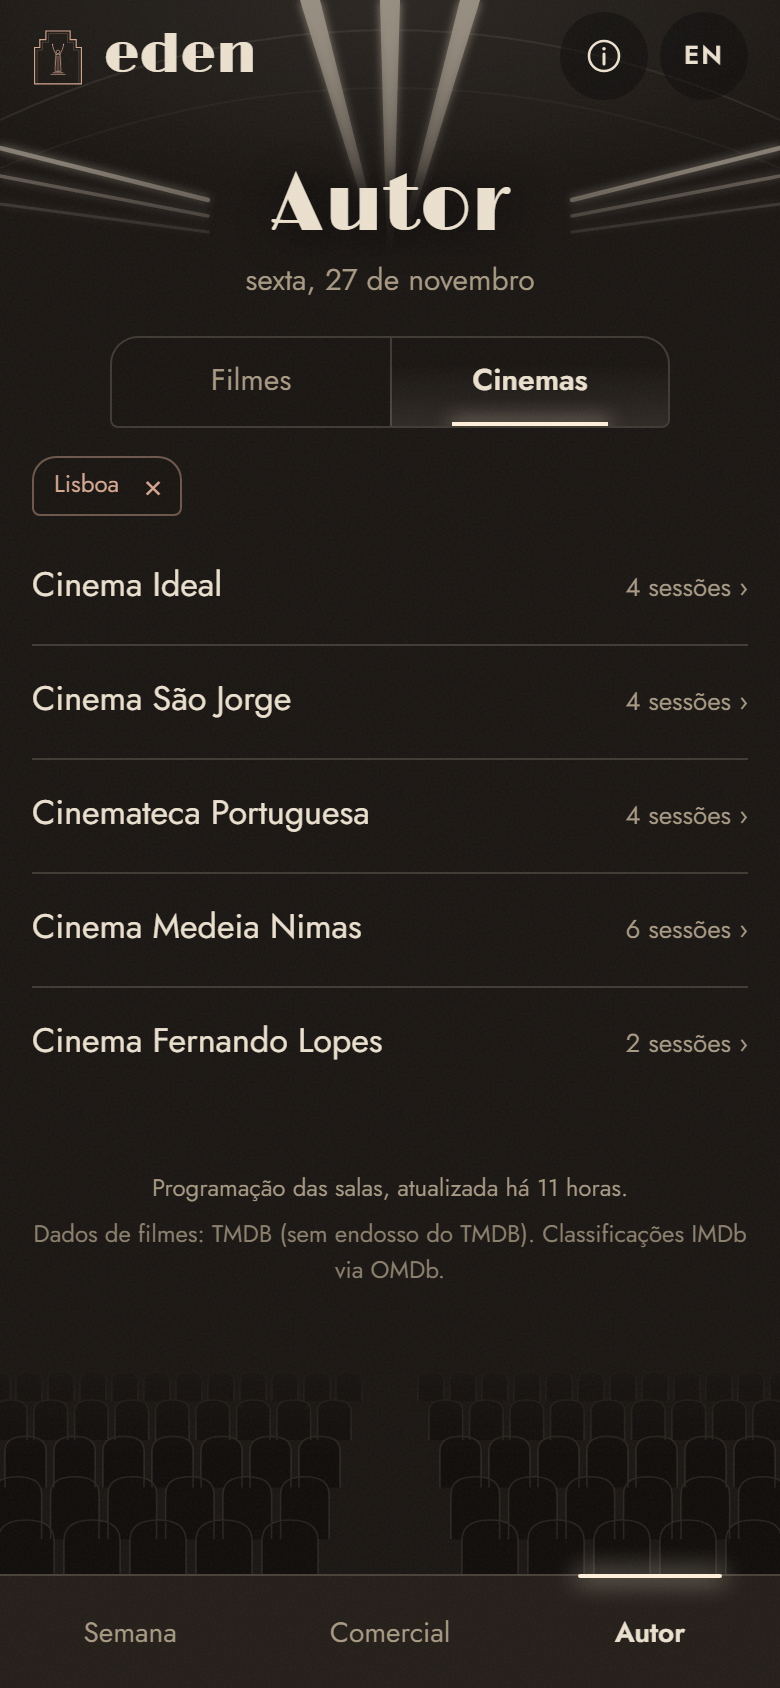 eden
EN
Autor
sexta, 27 de novembro
Filmes
Cinemas
Lisboa ×
Cinema Ideal
4 sessões ›
Cinema São Jorge
4 sessões ›
Cinemateca Portuguesa
4 sessões ›
Cinema Medeia Nimas
6 sessões ›
Cinema Fernando Lopes
2 sessões ›
Programação das salas, atualizada há 11 horas.
Dados de filmes: TMDB (sem endosso do TMDB). Classificações IMDb
via OMDb.
Semana
Comercial
Autor